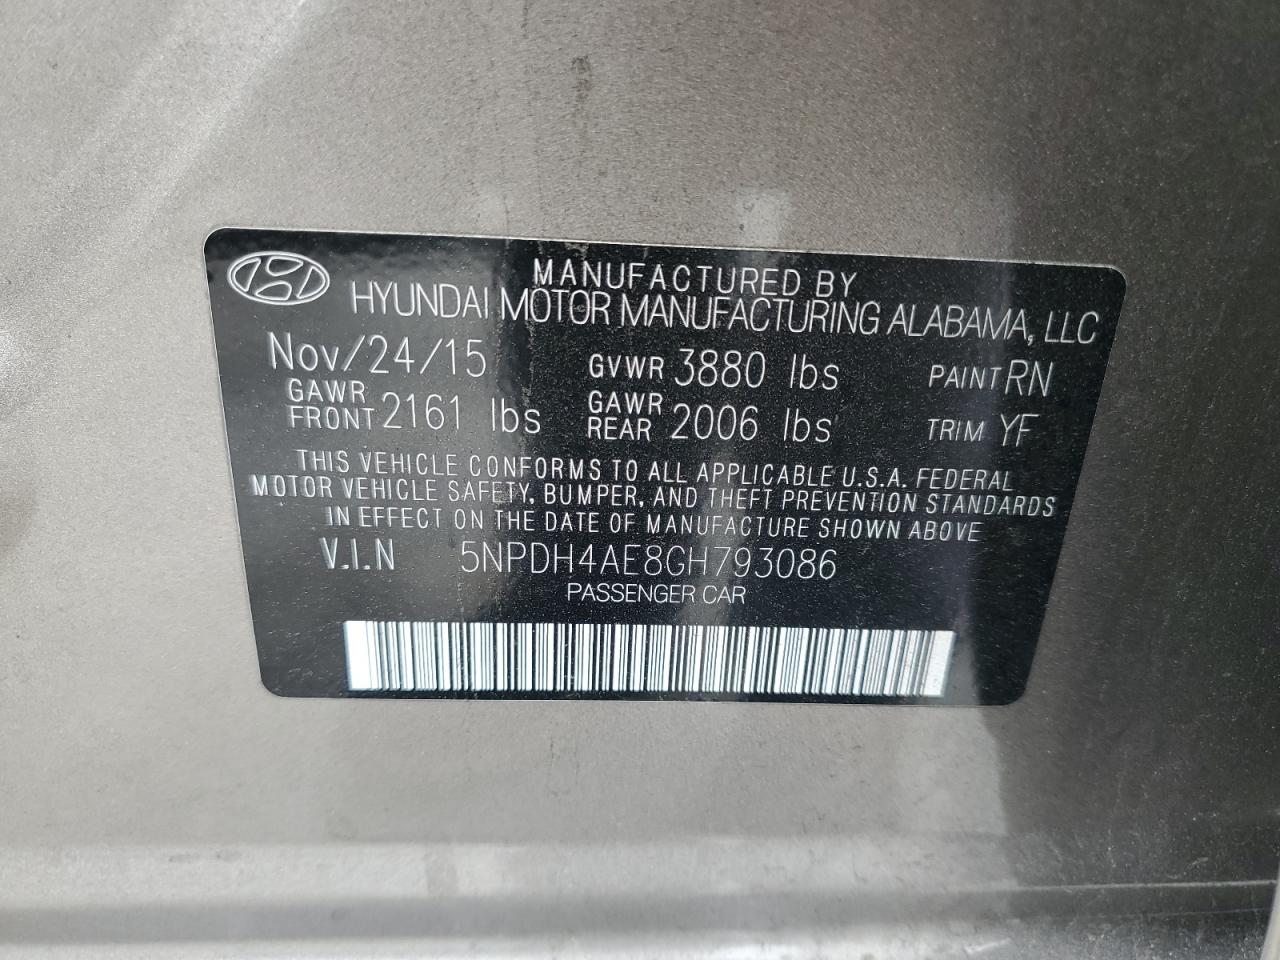 MANUFACTURED BY
HYUNDAI MOTOR MANUFACTURING ALABAMA, LLC
Nov/24/15 GVWR 3880 lbs PAINT RN
GAWR FRONT 2161 lbs GAWR REAR 2006 lbs TRIM YF
THIS VEHICLE CONFORMS TO ALL APPLICABLE U.S.A. FEDERAL
MOTOR VEHICLE SAFETY, BUMPER, AND THEFT PREVENTION STANDARDS
IN EFFECT ON THE DATE OF MANUFACTURE SHOWN ABOVE
V.I.N 5NPDH4AE8GH793086
PASSENGER CAR